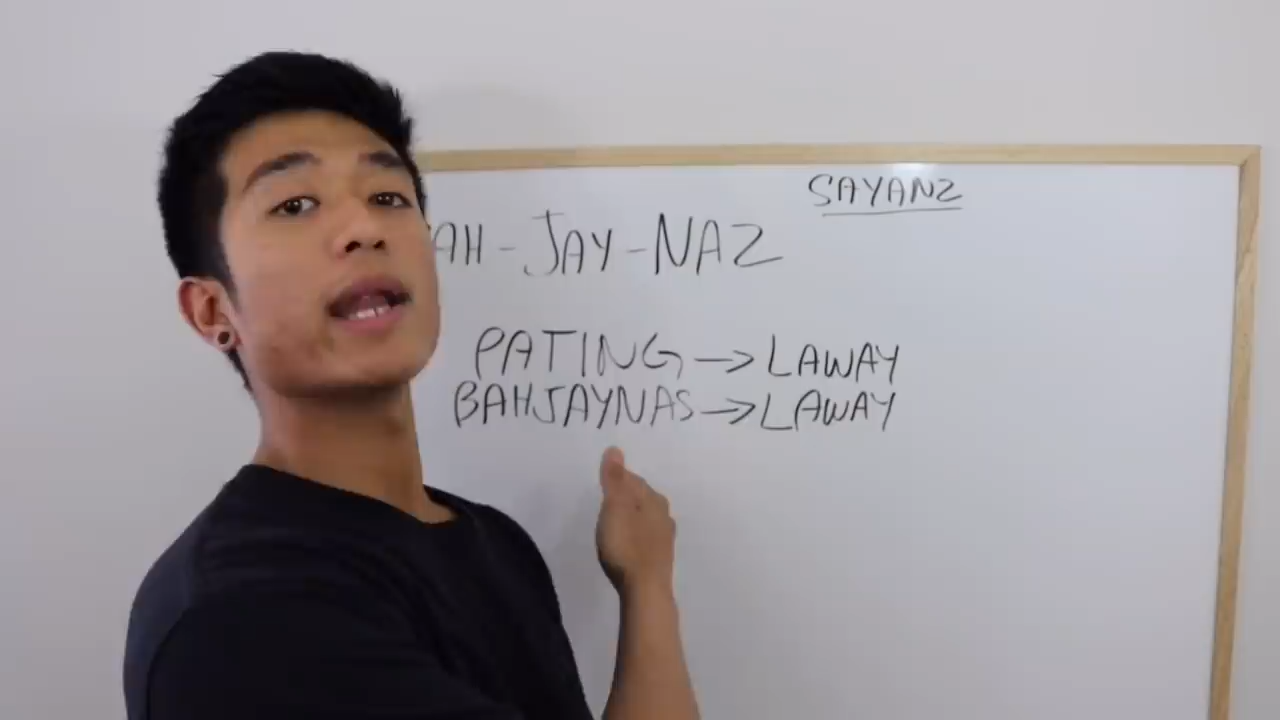 SAYANZ
AH - JAY - NAZ
PATING → LAWAY
BAHJAYNAS → LAWAY